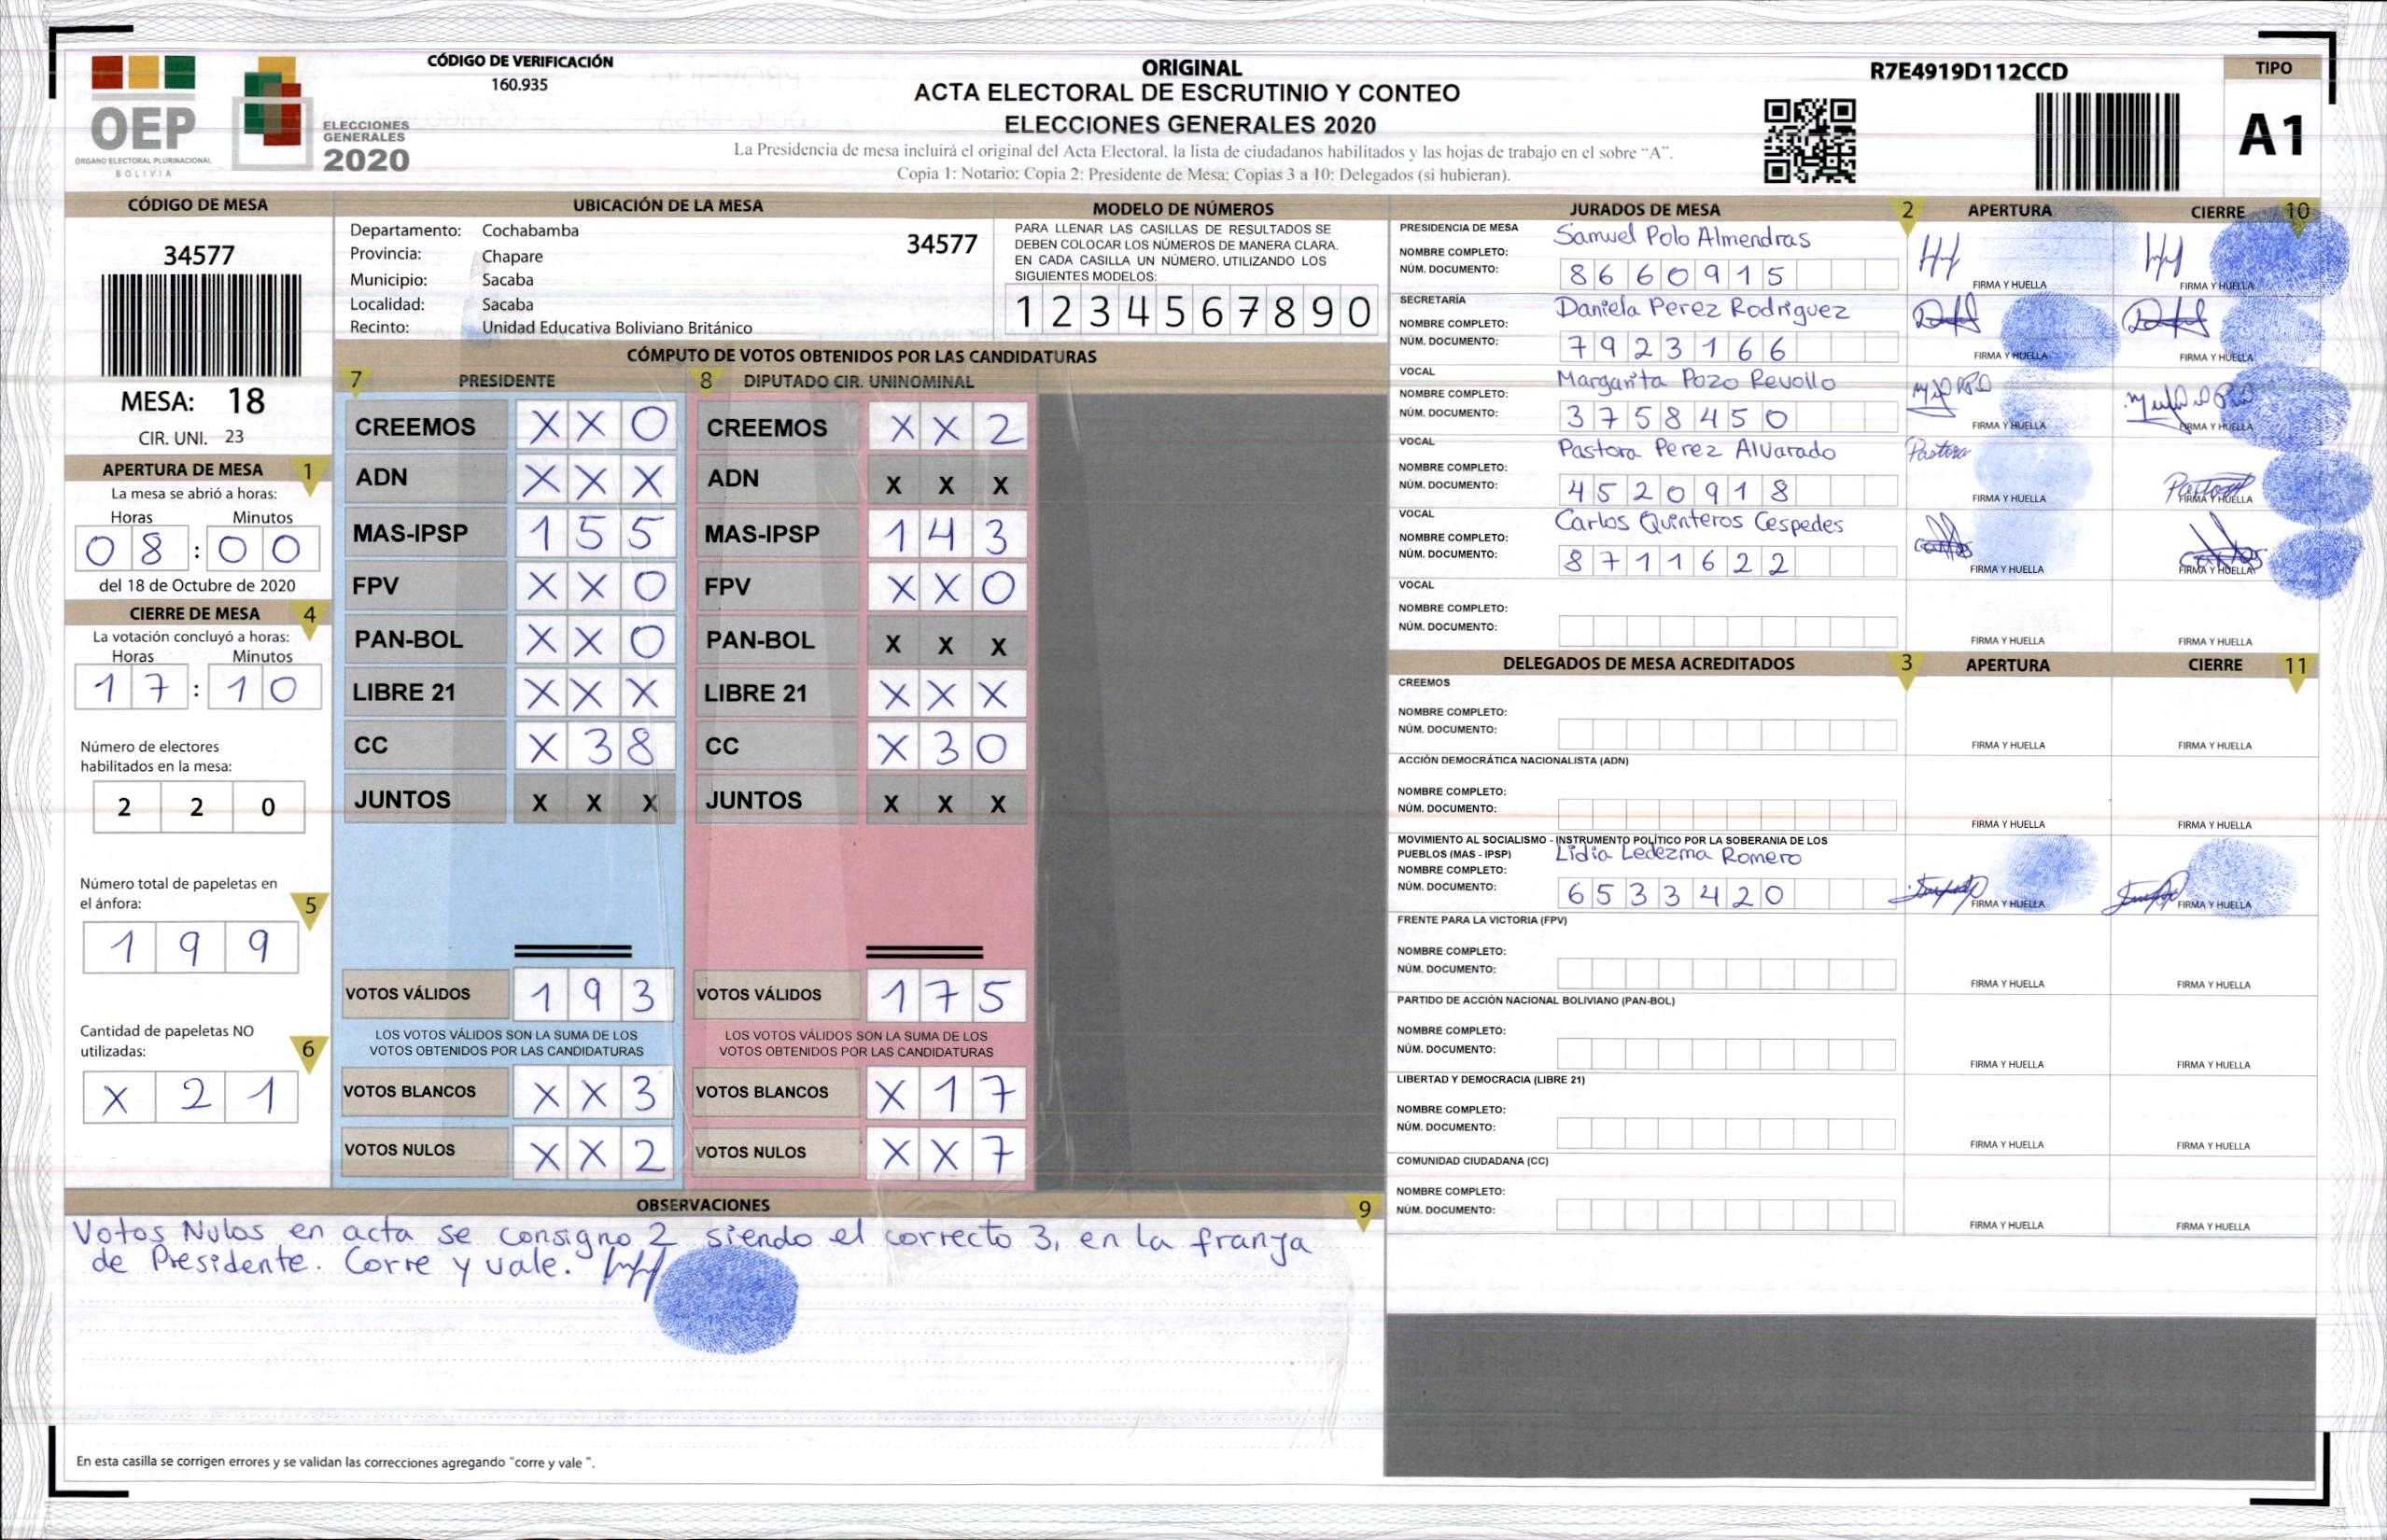 OEP
ÓRGANO ELECTORAL PLURINACIONAL
BOLIVIA
ELECCIONES
GENERALES
2020
CÓDIGO DE VERIFICACIÓN
160.935
ORIGINAL
ACTA ELECTORAL DE ESCRUTINIO Y CONTEO
ELECCIONES GENERALES 2020
La Presidencia de mesa incluirá el original del Acta Electoral, la lista de ciudadanos habilitados y las hojas de trabajo en el sobre “A”.
Copia 1: Notario: Copia 2: Presidente de Mesa: Copias 3 a 10: Delegados (si hubieran).
R7E4919D112CCD
TIPO
A1
CÓDIGO DE MESA
34577
MESA: 18
CIR. UNI. 23
APERTURA DE MESA 1
La mesa se abrió a horas:
Horas Minutos
0 8 : 0 0
del 18 de Octubre de 2020
CIERRE DE MESA 4
La votación concluyó a horas:
Horas Minutos
1 7 : 1 0
Número de electores
habilitados en la mesa:
2 2 0
Número total de papeletas en
el ánfora: 5
1 9 9
Cantidad de papeletas NO
utilizadas: 6
X 2 1
UBICACIÓN DE LA MESA
Departamento: Cochabamba
34577
Provincia: Chapare
Municipio: Sacaba
Localidad: Sacaba
Recinto: Unidad Educativa Boliviano Británico
MODELO DE NÚMEROS
PARA LLENAR LAS CASILLAS DE RESULTADOS SE
DEBEN COLOCAR LOS NÚMEROS DE MANERA CLARA.
EN CADA CASILLA UN NÚMERO, UTILIZANDO LOS
SIGUIENTES MODELOS:
1 2 3 4 5 6 7 8 9 0
CÓMPUTO DE VOTOS OBTENIDOS POR LAS CANDIDATURAS
7 PRESIDENTE
CREEMOS X X 0
ADN X X X
MAS-IPSP 1 5 5
FPV X X 0
PAN-BOL X X 0
LIBRE 21 X X X
CC X 3 8
JUNTOS X X X
VOTOS VÁLIDOS 1 9 3
LOS VOTOS VÁLIDOS SON LA SUMA DE LOS
VOTOS OBTENIDOS POR LAS CANDIDATURAS
VOTOS BLANCOS X X 3
VOTOS NULOS X X 2
8 DIPUTADO CIR. UNINOMINAL
CREEMOS X X 2
ADN X X X
MAS-IPSP 1 4 3
FPV X X 0
PAN-BOL X X X
LIBRE 21 X X X
CC X 3 0
JUNTOS X X X
VOTOS VÁLIDOS 1 7 5
LOS VOTOS VÁLIDOS SON LA SUMA DE LOS
VOTOS OBTENIDOS POR LAS CANDIDATURAS
VOTOS BLANCOS X 1 7
VOTOS NULOS X X 7
OBSERVACIONES 9
Votos Nulos en acta se consigno 2 siendo el correcto 3, en la franja
de Presidente. Corre y vale.
En esta casilla se corrigen errores y se validan las correcciones agregando "corre y vale ".
JURADOS DE MESA 2 APERTURA CIERRE 10
PRESIDENCIA DE MESA
NOMBRE COMPLETO: Samuel Polo Almendras
NÚM. DOCUMENTO: 8 6 6 0 9 1 5
FIRMA Y HUELLA FIRMA Y HUELLA
SECRETARÍA
NOMBRE COMPLETO: Daniela Perez Rodriguez
NÚM. DOCUMENTO: 7 9 2 3 1 6 6
FIRMA Y HUELLA FIRMA Y HUELLA
VOCAL
NOMBRE COMPLETO: Margarita Pozo Revollo
NÚM. DOCUMENTO: 3 7 5 8 4 5 0
FIRMA Y HUELLA FIRMA Y HUELLA
VOCAL
NOMBRE COMPLETO: Pastora Perez Alvarado
NÚM. DOCUMENTO: 4 5 2 0 9 1 8
Pastora
FIRMA Y HUELLA FIRMA Y HUELLA
VOCAL
NOMBRE COMPLETO: Carlos Quinteros Cespedes
NÚM. DOCUMENTO: 8 7 1 1 6 2 2
FIRMA Y HUELLA FIRMA Y HUELLA
VOCAL
NOMBRE COMPLETO:
NÚM. DOCUMENTO:
FIRMA Y HUELLA FIRMA Y HUELLA
DELEGADOS DE MESA ACREDITADOS 3 APERTURA CIERRE 11
CREEMOS
NOMBRE COMPLETO:
NÚM. DOCUMENTO:
FIRMA Y HUELLA FIRMA Y HUELLA
ACCIÓN DEMOCRÁTICA NACIONALISTA (ADN)
NOMBRE COMPLETO:
NÚM. DOCUMENTO:
FIRMA Y HUELLA FIRMA Y HUELLA
MOVIMIENTO AL SOCIALISMO - INSTRUMENTO POLÍTICO POR LA SOBERANIA DE LOS
PUEBLOS (MAS - IPSP) Lidia Ledezma Romero
NOMBRE COMPLETO:
NÚM. DOCUMENTO: 6 5 3 3 4 2 0
FIRMA Y HUELLA FIRMA Y HUELLA
FRENTE PARA LA VICTORIA (FPV)
NOMBRE COMPLETO:
NÚM. DOCUMENTO:
FIRMA Y HUELLA FIRMA Y HUELLA
PARTIDO DE ACCIÓN NACIONAL BOLIVIANO (PAN-BOL)
NOMBRE COMPLETO:
NÚM. DOCUMENTO:
FIRMA Y HUELLA FIRMA Y HUELLA
LIBERTAD Y DEMOCRACIA (LIBRE 21)
NOMBRE COMPLETO:
NÚM. DOCUMENTO:
FIRMA Y HUELLA FIRMA Y HUELLA
COMUNIDAD CIUDADANA (CC)
NOMBRE COMPLETO:
NÚM. DOCUMENTO:
FIRMA Y HUELLA FIRMA Y HUELLA